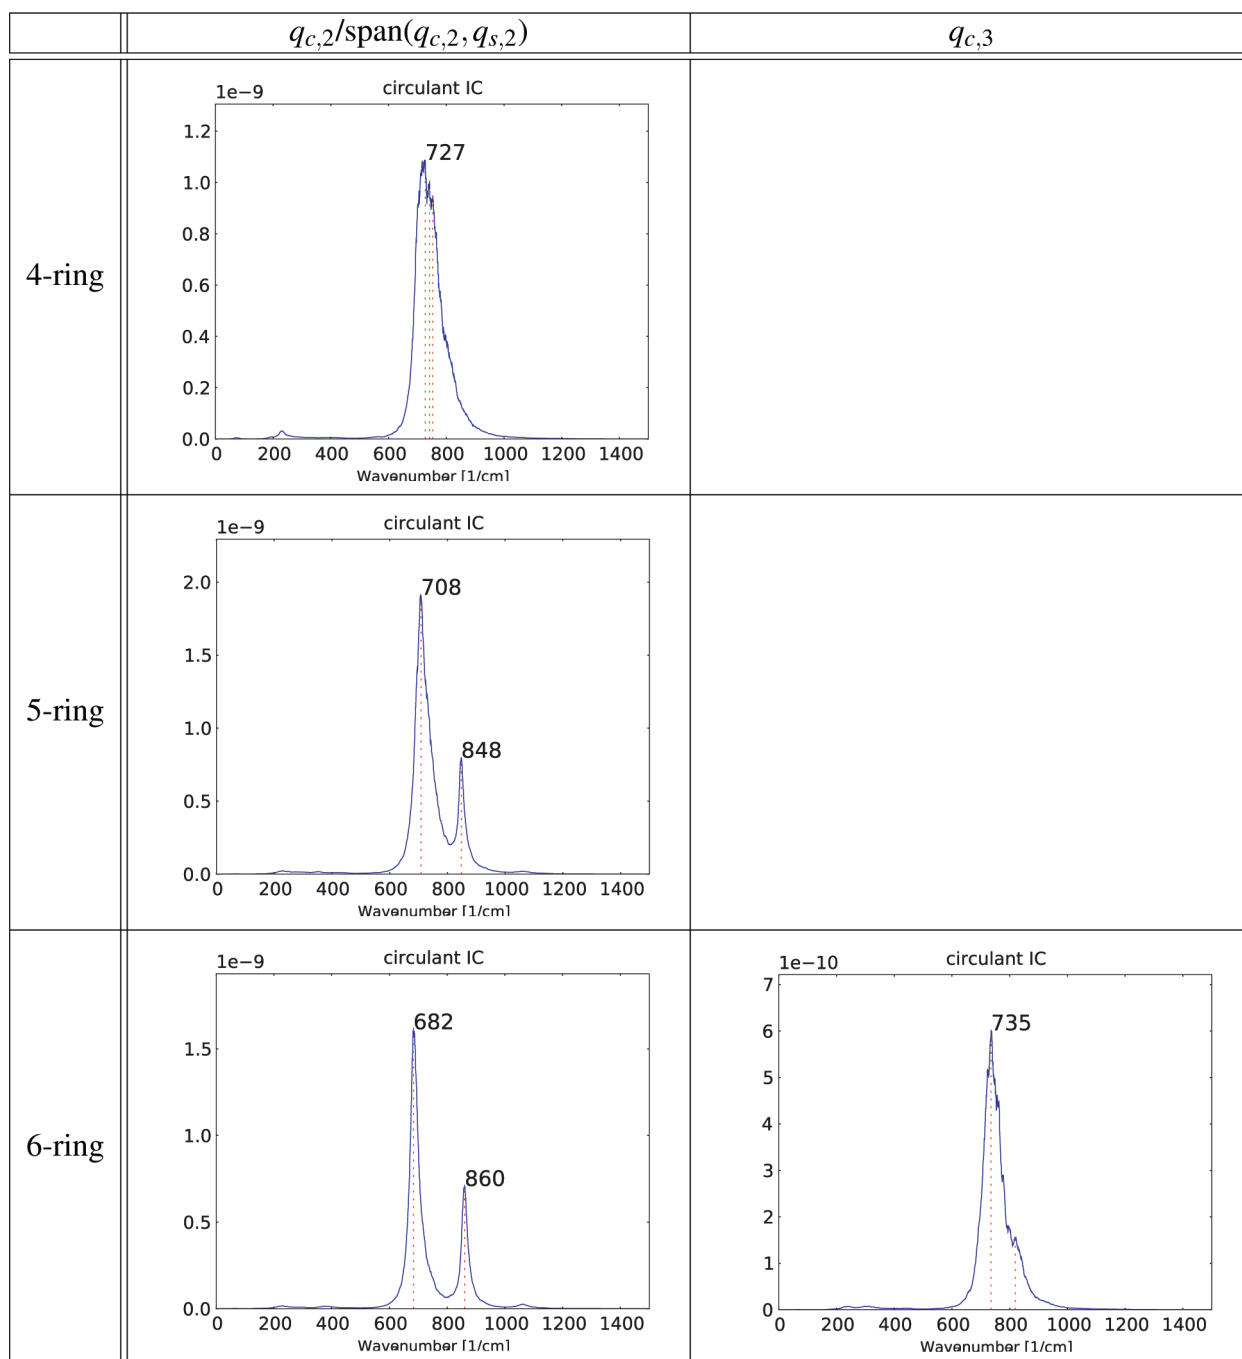 q_{c,2}/span(q_{c,2}, q_{s,2}) q_{c,3}
4-ring
circulant IC
1e−9
727
1.2
1.0
0.8
0.6
0.4
0.2
0.0
0 200 400 600 800 1000 1200 1400
Wavenumber [1/cm]
5-ring
circulant IC
1e−9
708
848
2.0
1.5
1.0
0.5
0.0
0 200 400 600 800 1000 1200 1400
Wavenumber [1/cm]
6-ring
circulant IC
1e−9
682
860
1.5
1.0
0.5
0.0
0 200 400 600 800 1000 1200 1400
Wavenumber [1/cm]
circulant IC
1e−10
735
7
6
5
4
3
2
1
0
0 200 400 600 800 1000 1200 1400
Wavenumber [1/cm]